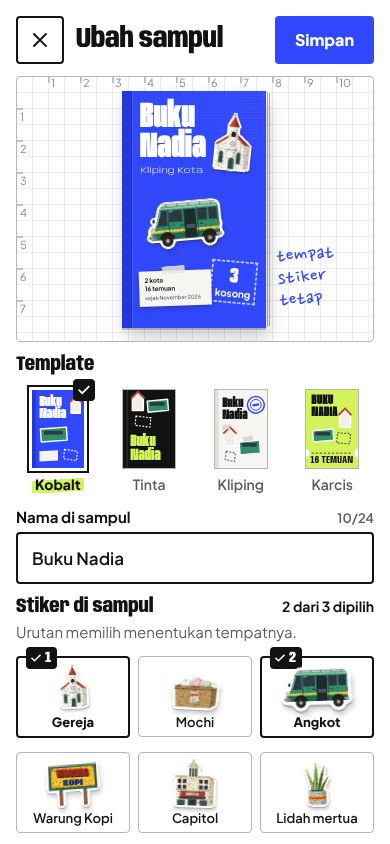 Ubah sampul
Simpan
1 2 3 4 5 6 7 8 9 10
1
2
3
4
5
6
7
Buku
Nadia
Kliping Kota
2 kota
16 temuan
sejak November 2026
3
kosong
tempat
stiker
tetap
Template
Buku
Nadia
Buku
Nadia
Buku
Nadia
BUKU
NADIA
16 TEMUAN
Kobalt
Tinta
Kliping
Karcis
Nama di sampul
10/24
Buku Nadia
Stiker di sampul
2 dari 3 dipilih
Urutan memilih menentukan tempatnya.
1
Gereja
Mochi
2
Angkot
WARUNG
KOPI
Warung Kopi
Capitol
Lidah mertua